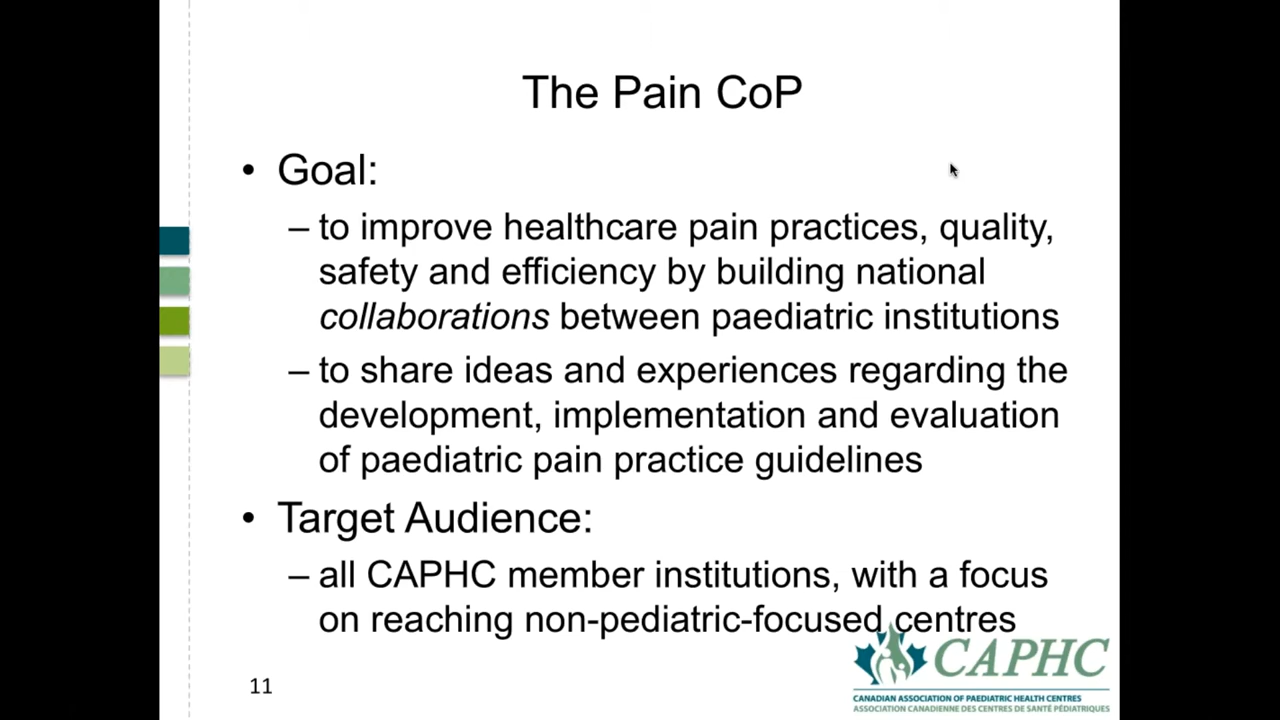 The Pain CoP
• Goal:
– to improve healthcare pain practices, quality,
safety and efficiency by building national
collaborations between paediatric institutions
– to share ideas and experiences regarding the
development, implementation and evaluation
of paediatric pain practice guidelines
• Target Audience:
– all CAPHC member institutions, with a focus
on reaching non-pediatric-focused centres
11
CAPHC
CANADIAN ASSOCIATION OF PAEDIATRIC HEALTH CENTRES
ASSOCIATION CANADIENNE DES CENTRES DE SANTÉ PÉDIATRIQUES